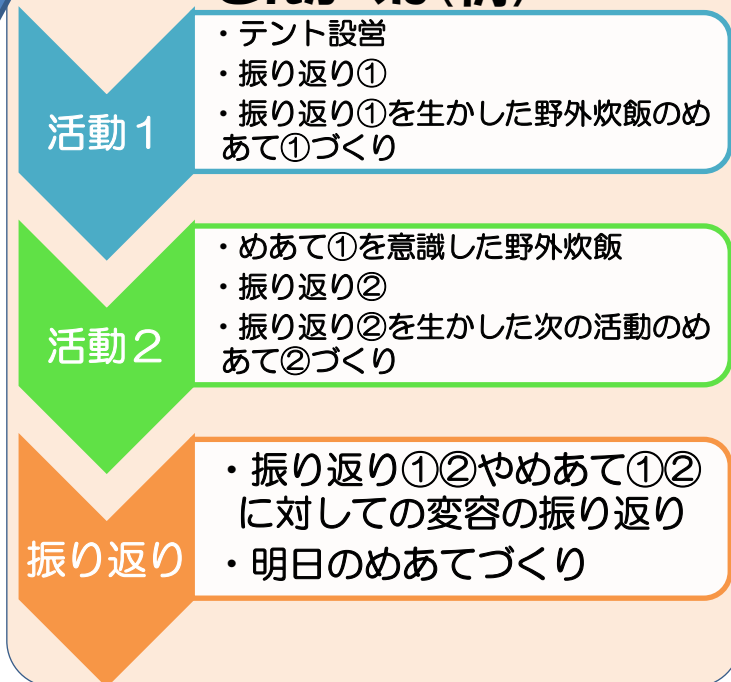 活動１
・テント設営
・振り返り①
・振り返り①を生かした野外炊飯のめ
あて①づくり
活動２
・めあて①を意識した野外炊飯
・振り返り②
・振り返り②を生かした次の活動のめ
あて②づくり
振り返り
・振り返り①②やめあて①②
に対しての変容の振り返り
・明日のめあてづくり